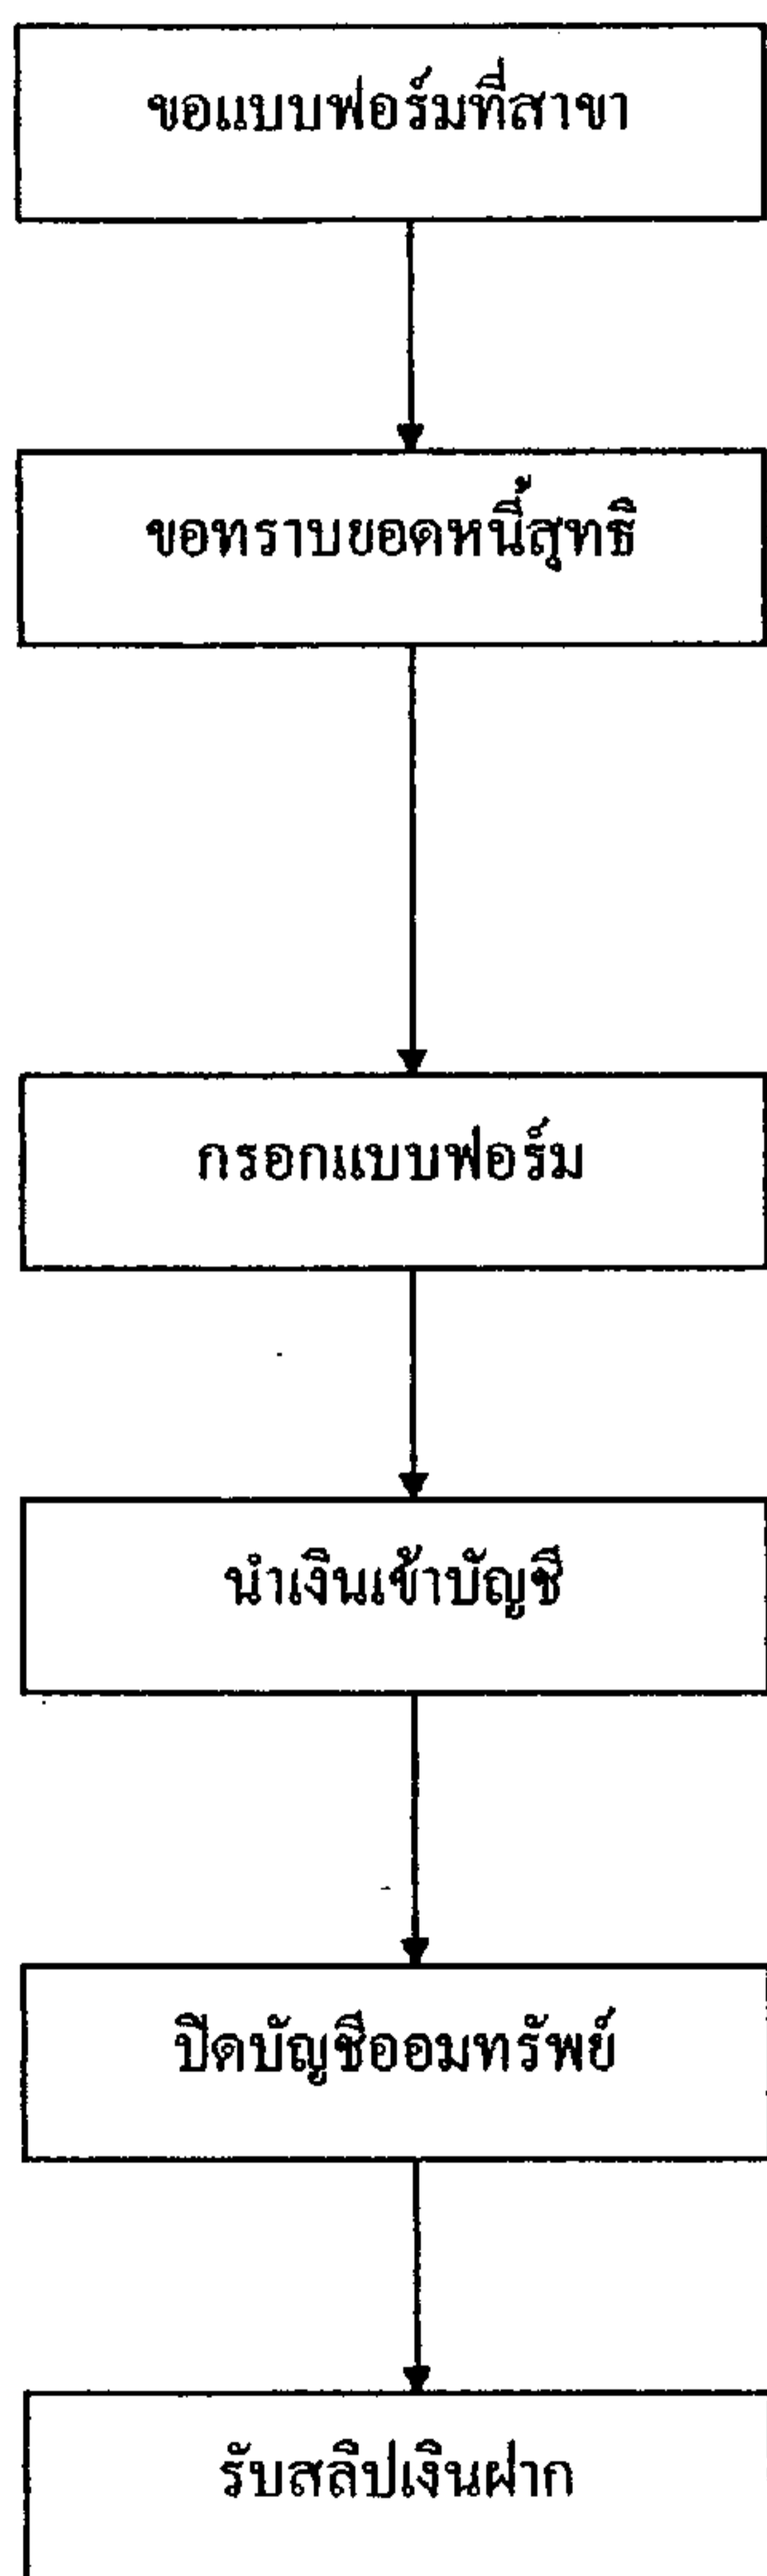 ขอแบบฟอร์มที่สาขา
ขอทราบยอดหนี้สุทธิ
กรอกแบบฟอร์ม
นำเงินเข้าบัญชี
ปิดบัญชีออมทรัพย์
รับสลิปเงินฝาก